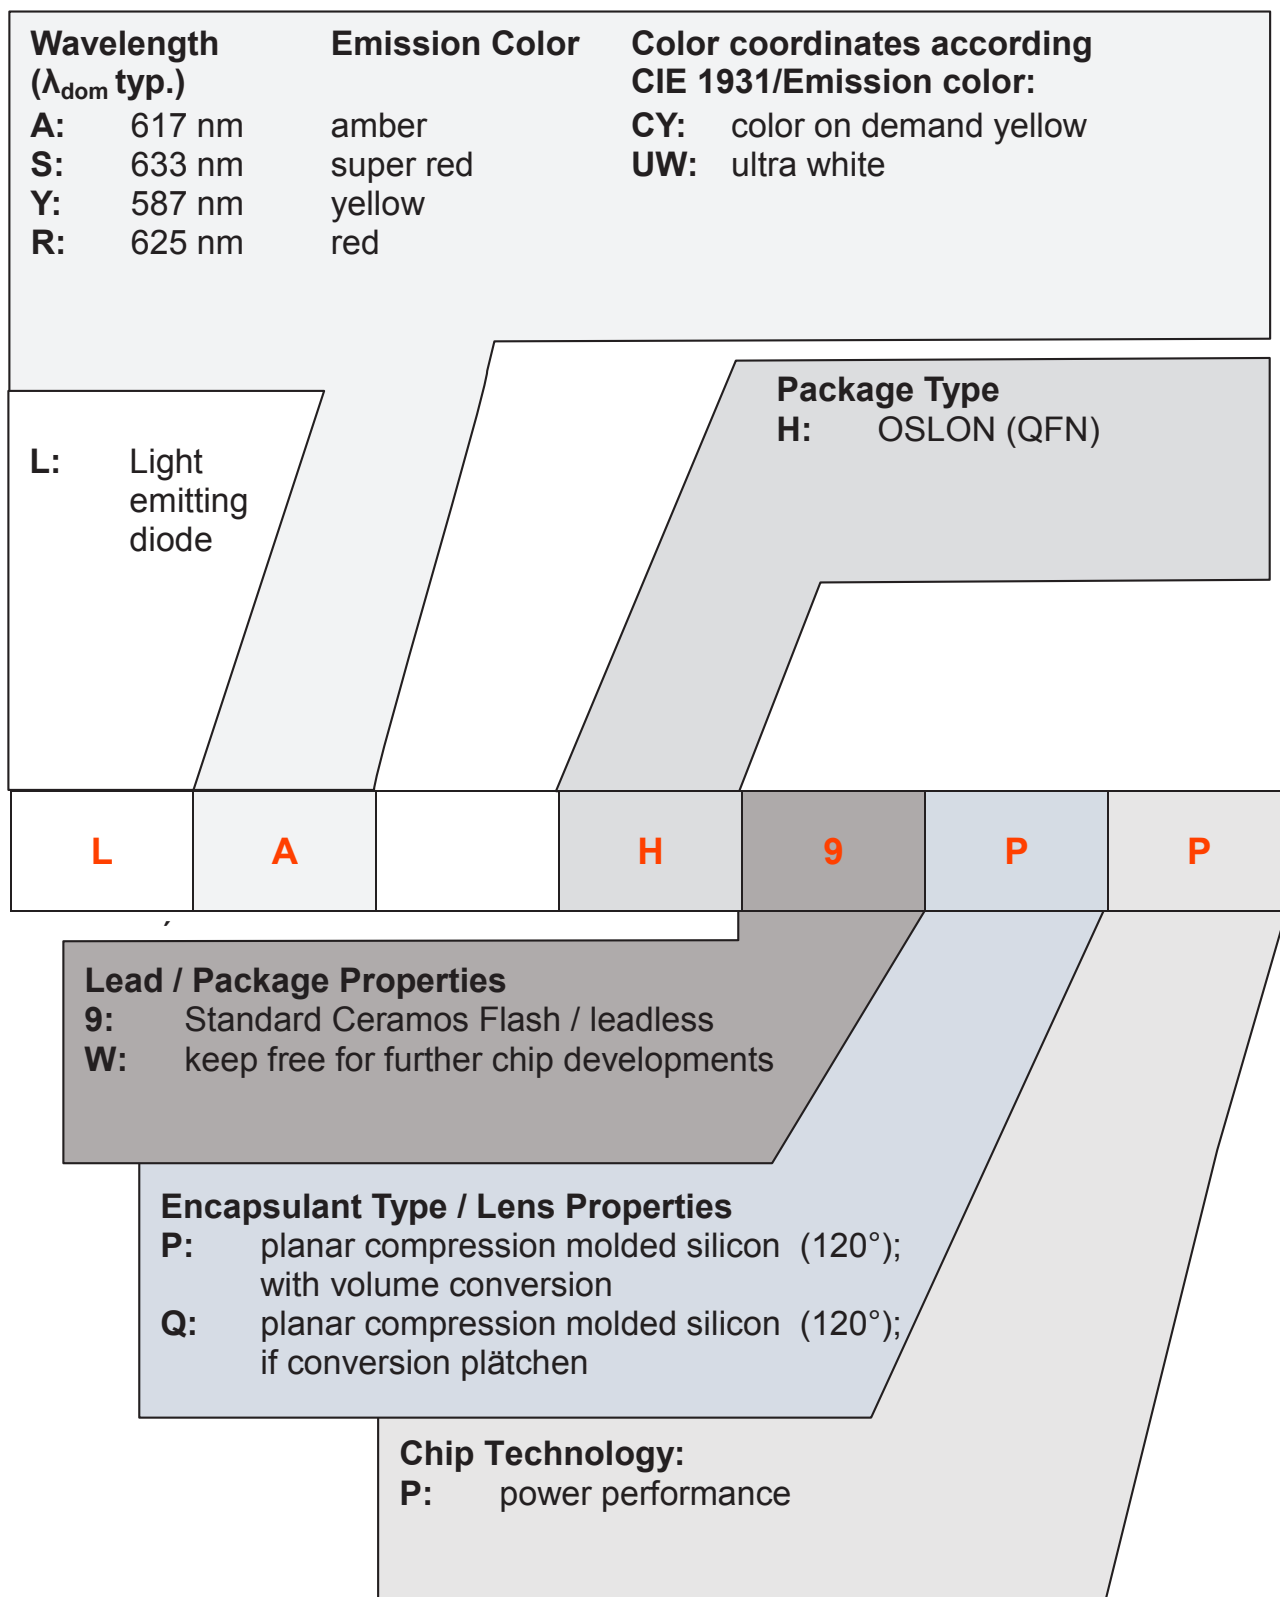 Wavelength Emission Color Color coordinates according
(λdom typ.) CIE 1931/Emission color:
A: 617 nm amber CY: color on demand yellow
S: 633 nm super red UW: ultra white
Y: 587 nm yellow
R: 625 nm red
Package Type
H: OSLON (QFN)
L: Light
emitting
diode
L A H 9 P P
Lead / Package Properties
9: Standard Ceramos Flash / leadless
W: keep free for further chip developments
Encapsulant Type / Lens Properties
P: planar compression molded silicon (120°);
with volume conversion
Q: planar compression molded silicon (120°);
if conversion plätchen
Chip Technology:
P: power performance